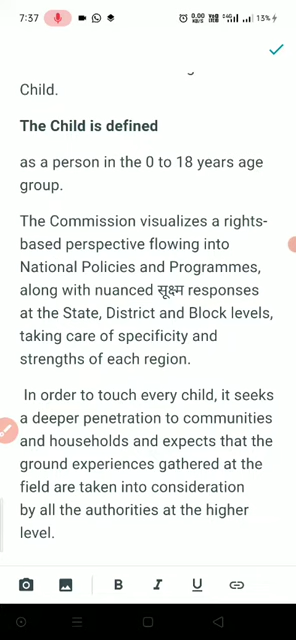 7:37
0.00 KB/S
13%
Child.
The Child is defined
as a person in the 0 to 18 years age
group.
The Commission visualizes a rights-
based perspective flowing into
National Policies and Programmes,
along with nuanced सूक्ष्म responses
at the State, District and Block levels,
taking care of specificity and
strengths of each region.
In order to touch every child, it seeks
a deeper penetration to communities
and households and expects that the
ground experiences gathered at the
field are taken into consideration
by all the authorities at the higher
level.
B I U